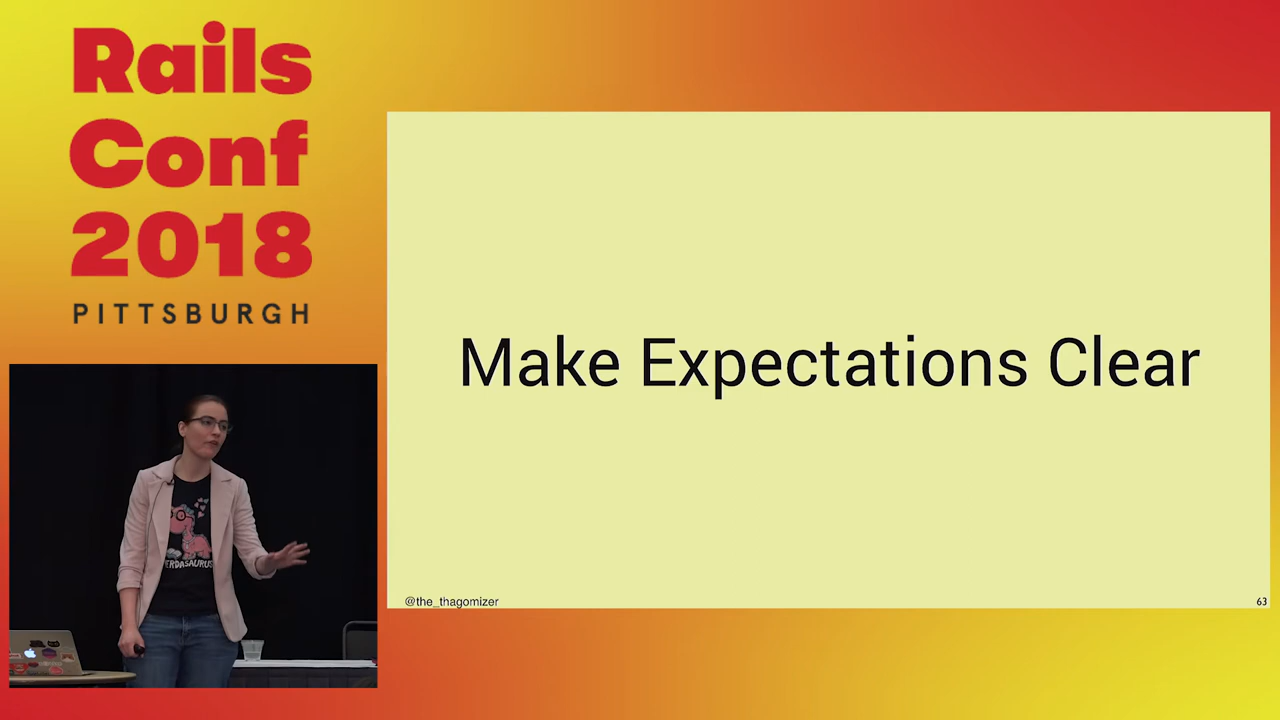 Rails
Conf
2018
PITTSBURGH
Make Expectations Clear
@the_thagomizer
63